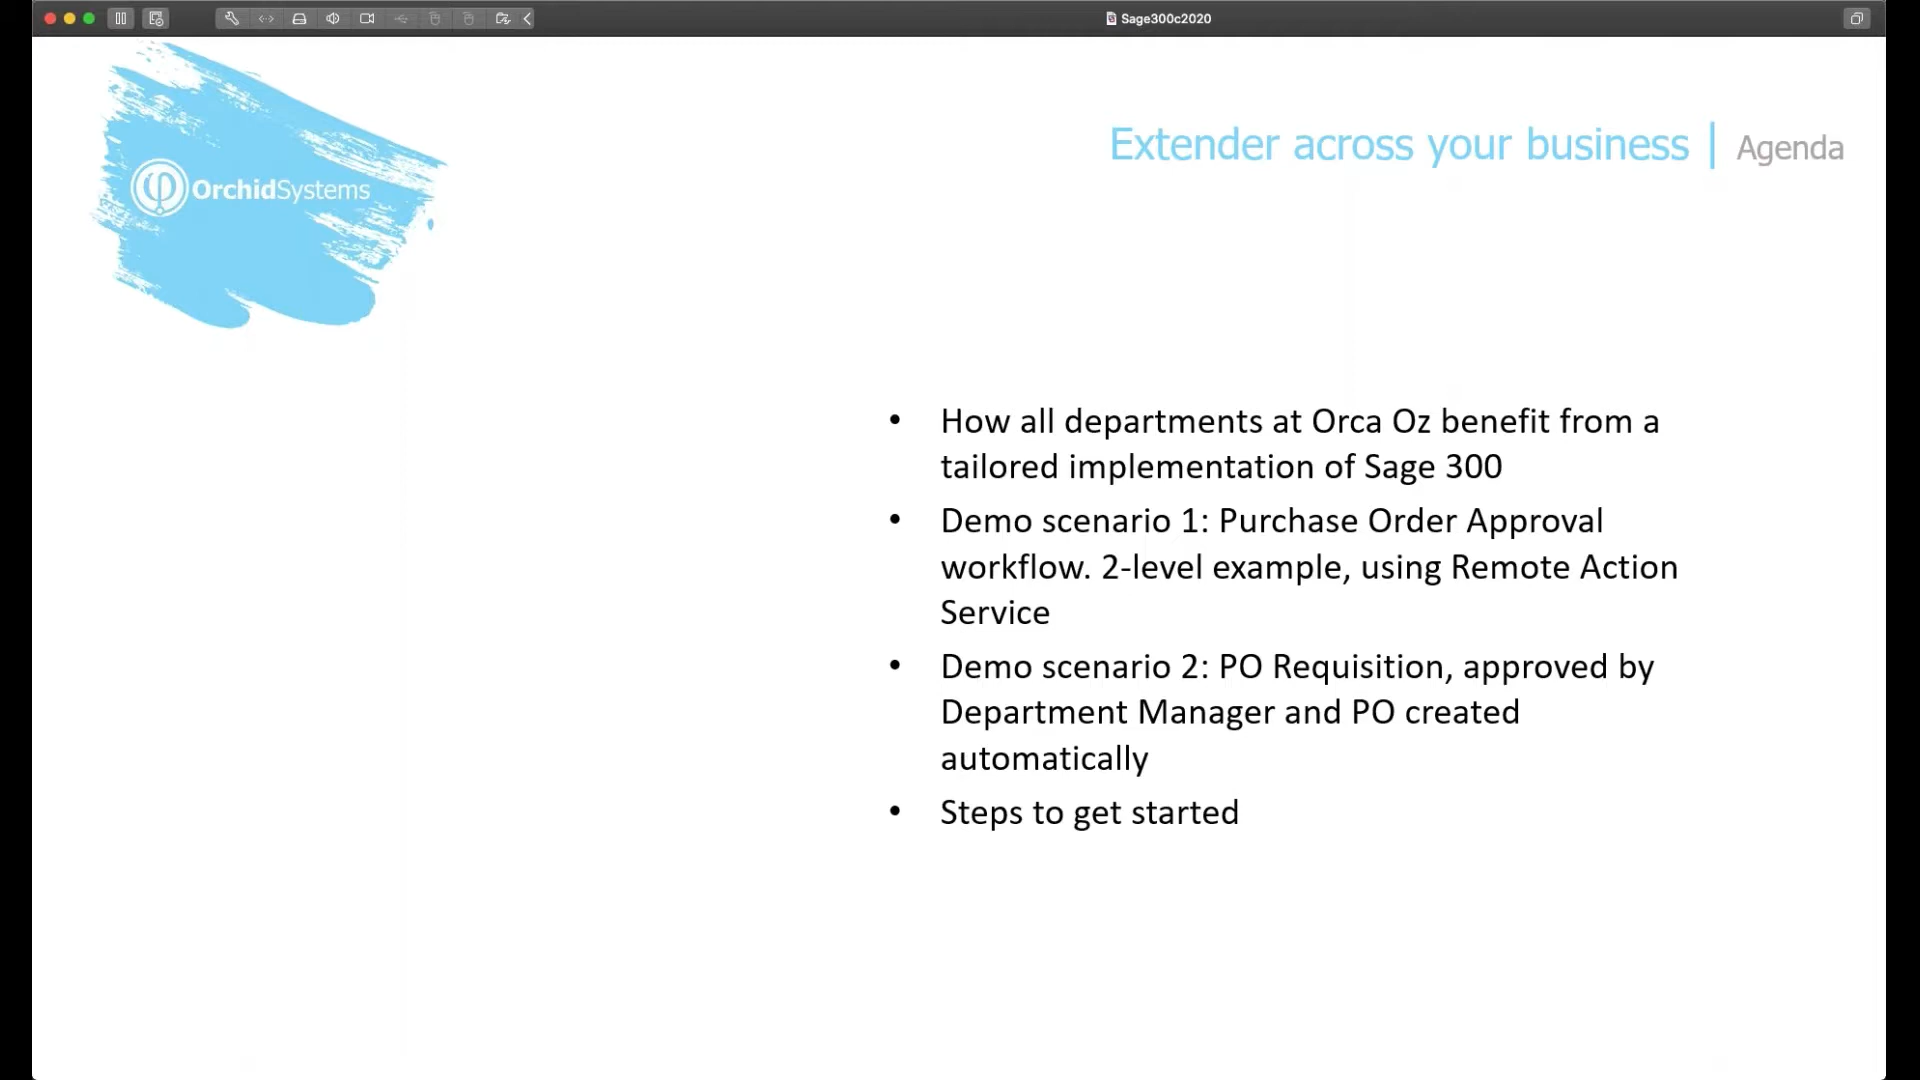 Sage300c2020
OrchidSystems
Extender across your business | Agenda
• How all departments at Orca Oz benefit from a
tailored implementation of Sage 300
• Demo scenario 1: Purchase Order Approval
workflow. 2-level example, using Remote Action
Service
• Demo scenario 2: PO Requisition, approved by
Department Manager and PO created
automatically
• Steps to get started